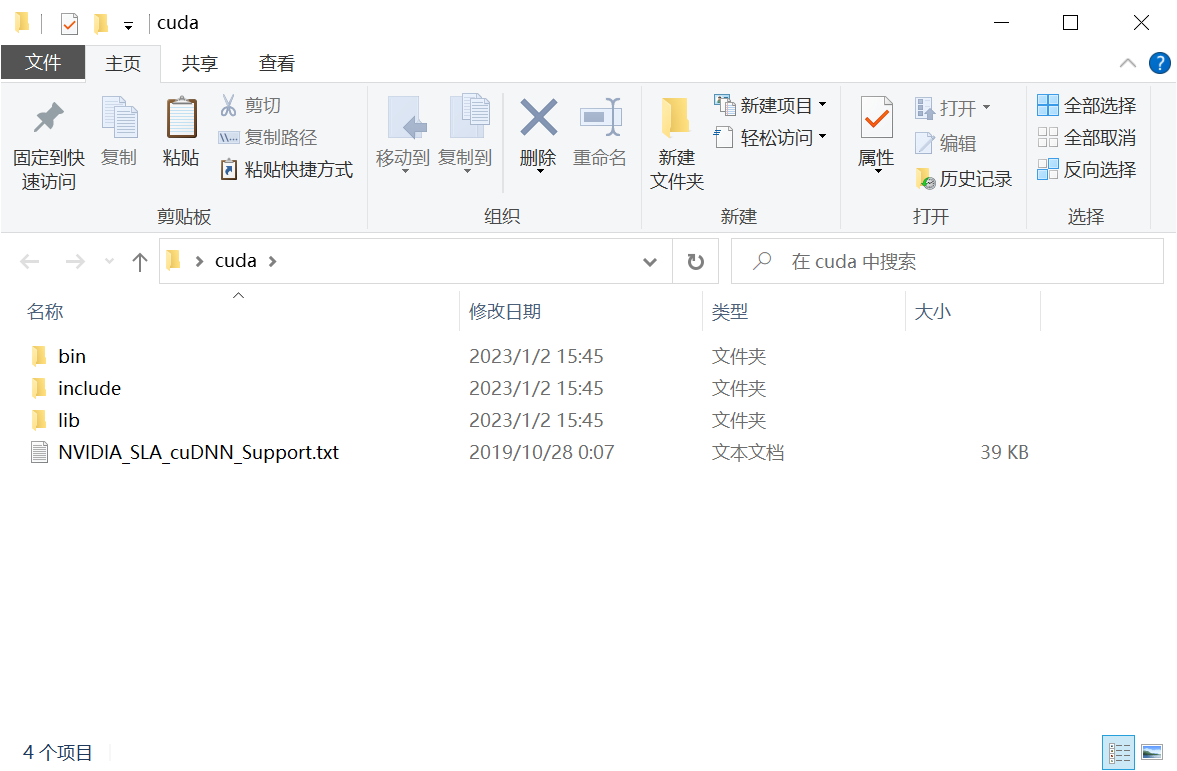 cuda
文件 主页 共享 查看
固定到快速访问
复制
粘贴
剪切
复制路径
粘贴快捷方式
剪贴板
移动到 复制到 删除 重命名
组织
新建文件夹
新建项目
轻松访问
新建
属性
打开
编辑
历史记录
打开
全部选择
全部取消
反向选择
选择
cuda
在 cuda 中搜索
名称 修改日期 类型 大小
bin 2023/1/2 15:45 文件夹
include 2023/1/2 15:45 文件夹
lib 2023/1/2 15:45 文件夹
NVIDIA_SLA_cuDNN_Support.txt 2019/10/28 0:07 文本文档 39 KB
4 个项目